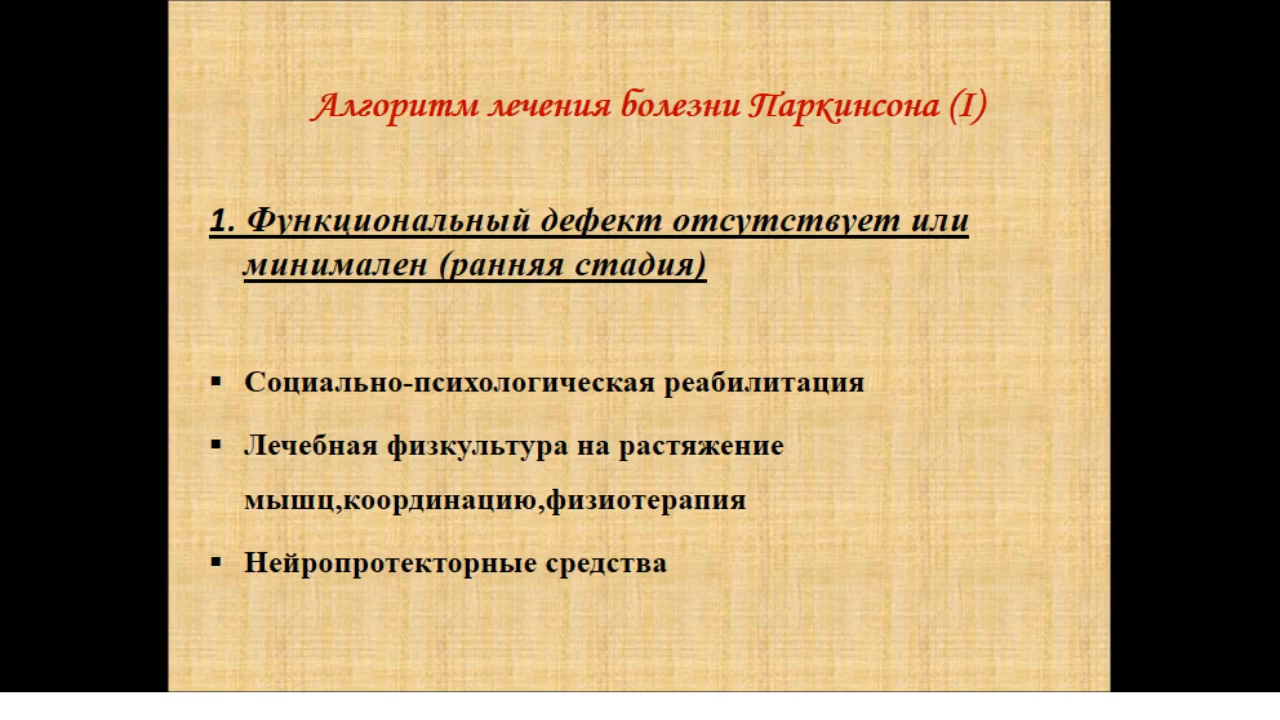 Алгоритм лечения болезни Паркинсона (I)
1. Функциональный дефект отсутствует или
минимален (ранняя стадия)
▪ Социально-психологическая реабилитация
▪ Лечебная физкультура на растяжение
мышц,координацию,физиотерапия
▪ Нейропротекторные средства